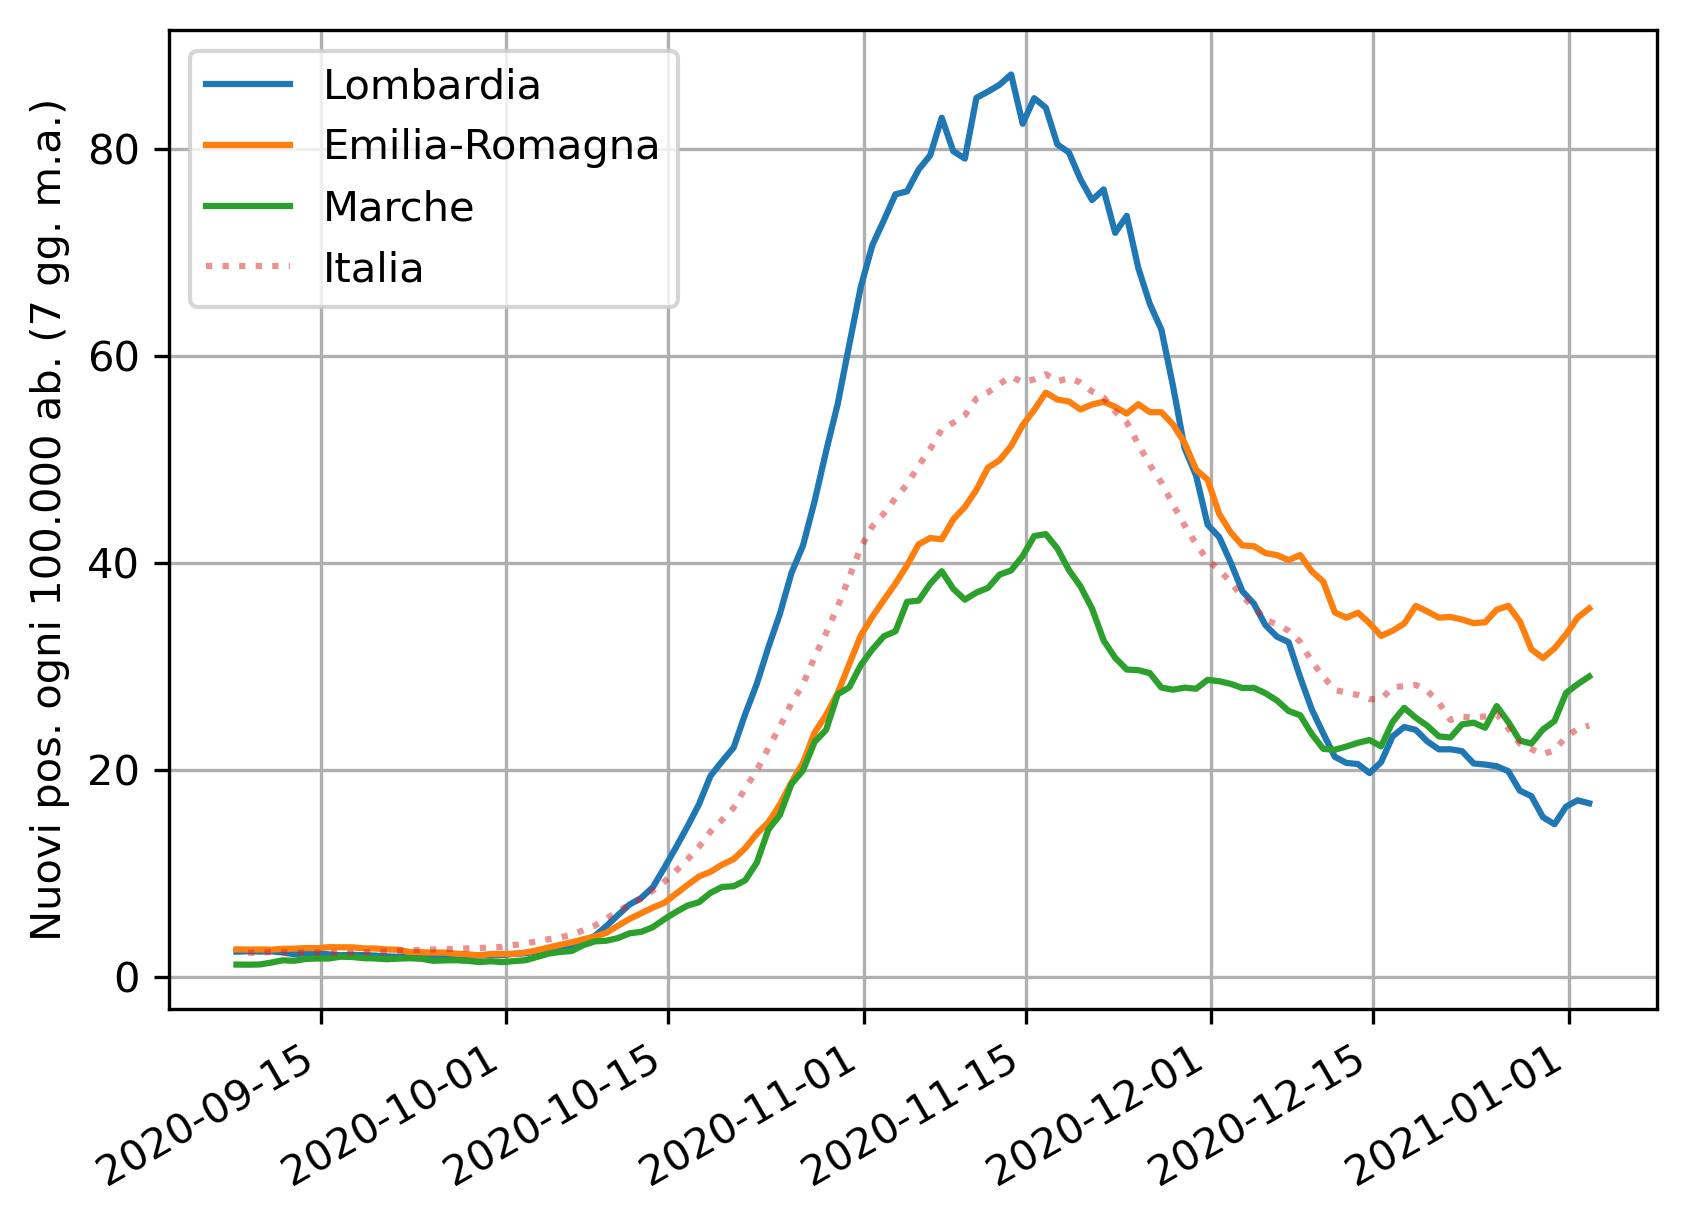 Lombardia
Emilia-Romagna
Marche
Italia
Nuovi pos. ogni 100.000 ab. (7 gg. m.a.)
80
60
40
20
0
2020-09-15
2020-10-01
2020-10-15
2020-11-01
2020-11-15
2020-12-01
2020-12-15
2021-01-01